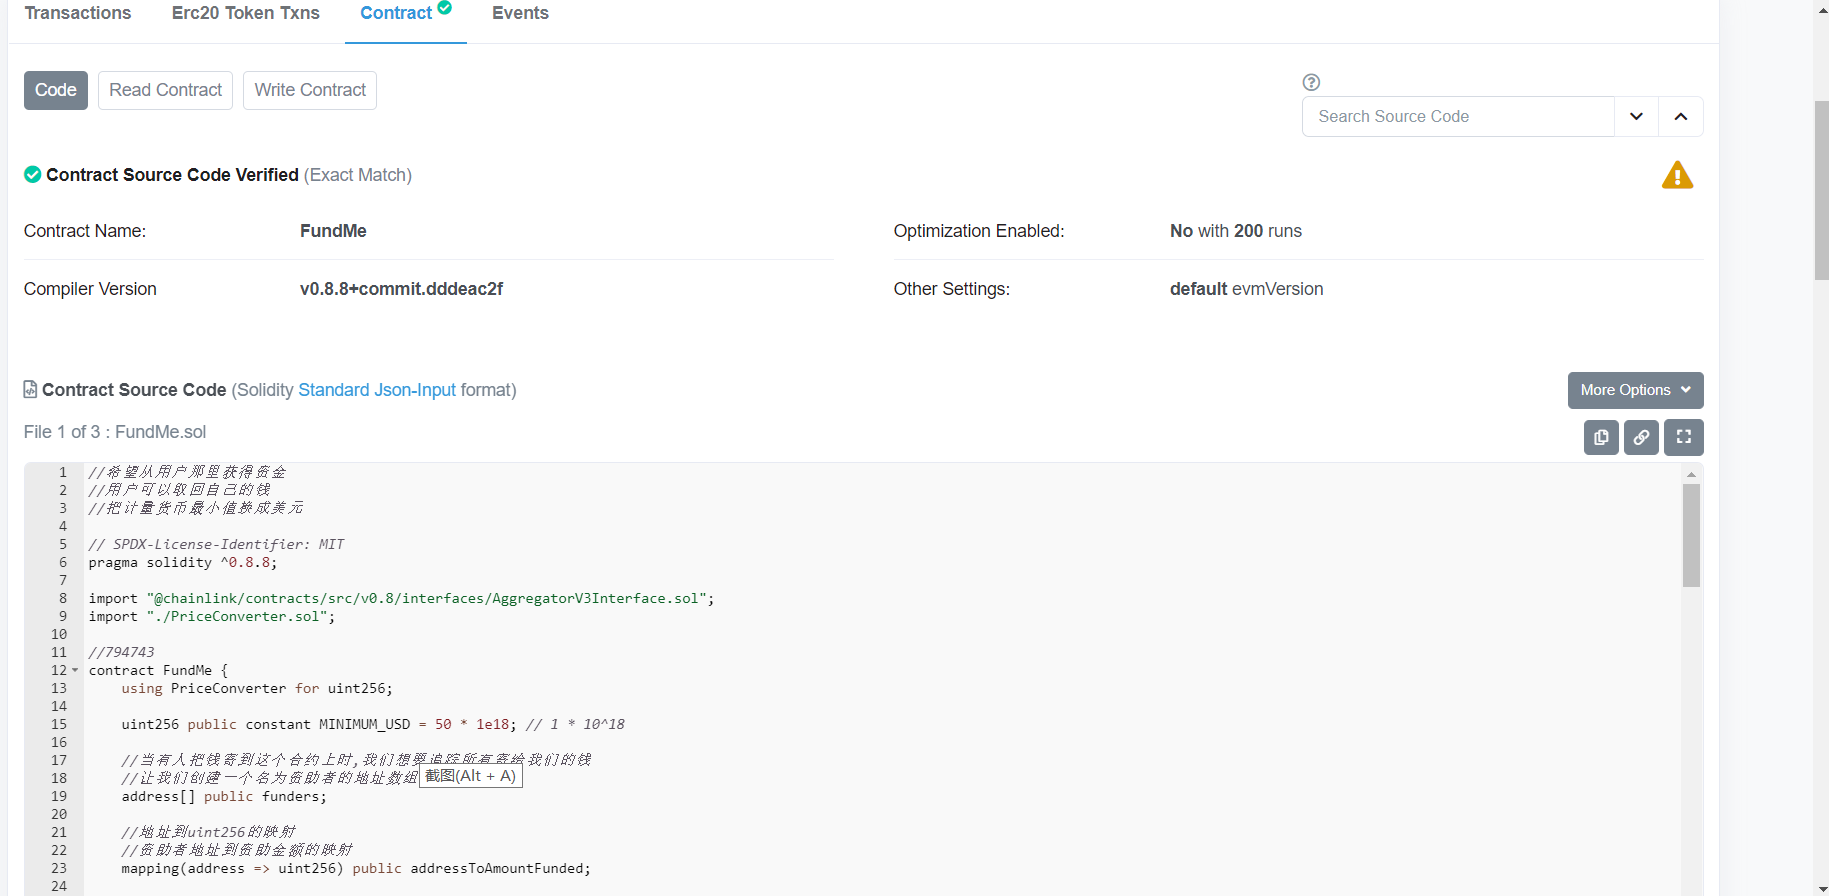 Transactions Erc20 Token Txns Contract Events
Code Read Contract Write Contract
Search Source Code
Contract Source Code Verified (Exact Match)
Contract Name: FundMe Optimization Enabled: No with 200 runs
Compiler Version v0.8.8+commit.dddeac2f Other Settings: default evmVersion
Contract Source Code (Solidity Standard Json-Input format) More Options
File 1 of 3 : FundMe.sol
1 //希望从用户那里获得资金
2 //用户可以取回自己的钱
3 //把计量货币最小值换成美元
4
5 // SPDX-License-Identifier: MIT
6 pragma solidity ^0.8.8;
7
8 import "@chainlink/contracts/src/v0.8/interfaces/AggregatorV3Interface.sol";
9 import "./PriceConverter.sol";
10
11 //794743
12 contract FundMe {
13 using PriceConverter for uint256;
14
15 uint256 public constant MINIMUM_USD = 50 * 1e18; // 1 * 10^18
16
17 //当有人把钱寄到这个合约上时,我们想要追踪所有寄给我们的钱
18 //让我们创建一个名为资助者的地址数组
截图(Alt + A)
19 address[] public funders;
20
21 //地址到uint256的映射
22 //资助者地址到资助金额的映射
23 mapping(address => uint256) public addressToAmountFunded;
24